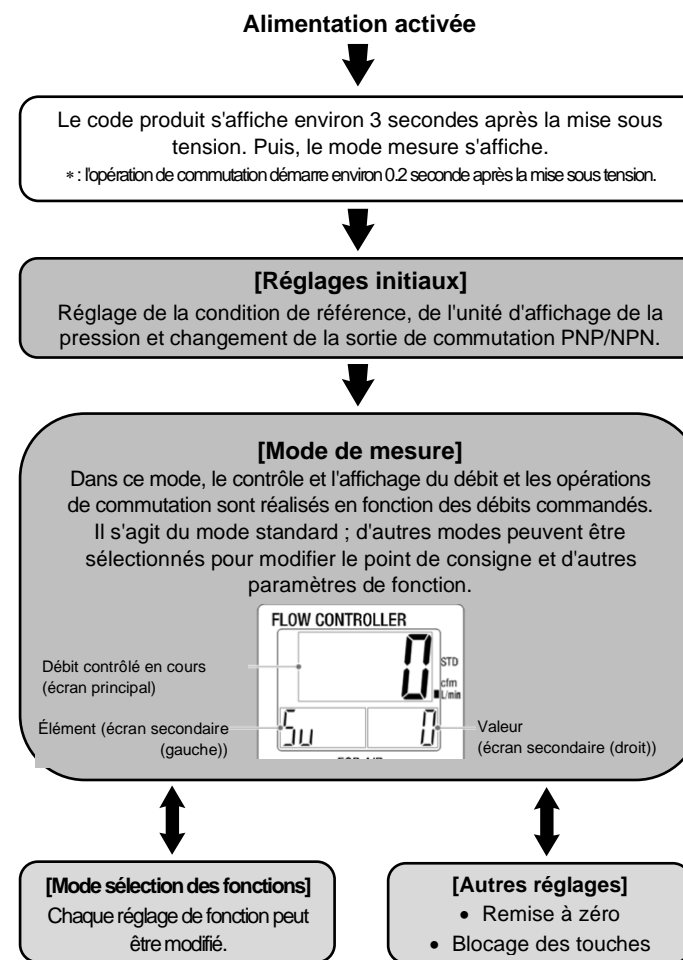 Alimentation activée
Le code produit s'affiche environ 3 secondes après la mise sous
tension. Puis, le mode mesure s'affiche.
* : l'opération de commutation démarre environ 0.2 seconde après la mise sous tension.
[Réglages initiaux]
Réglage de la condition de référence, de l'unité d'affichage de la
pression et changement de la sortie de commutation PNP/NPN.
[Mode de mesure]
Dans ce mode, le contrôle et l'affichage du débit et les opérations
de commutation sont réalisés en fonction des débits commandés.
Il s'agit du mode standard ; d'autres modes peuvent être
sélectionnés pour modifier le point de consigne et d'autres
paramètres de fonction.
FLOW CONTROLLER
0
STD
cfm
L/min
Débit contrôlé en cours
(écran principal)
Élément (écran secondaire
(gauche))
Su
0
Valeur
(écran secondaire (droit))
[Mode sélection des fonctions]
Chaque réglage de fonction peut
être modifié.
[Autres réglages]
• Remise à zéro
• Blocage des touches